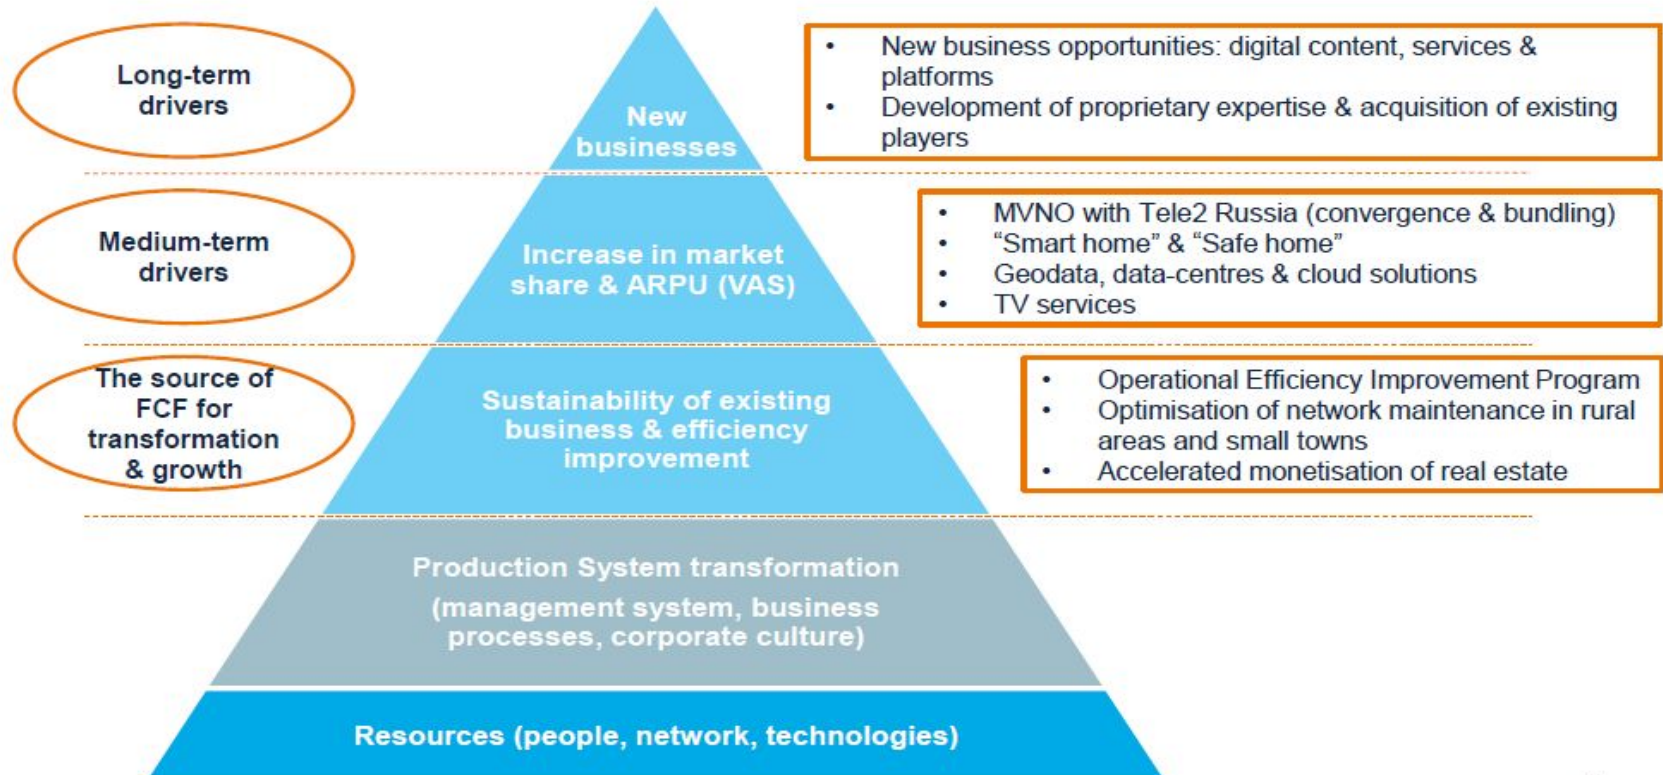 Long-term
drivers
New
businesses
• New business opportunities: digital content, services &
platforms
• Development of proprietary expertise & acquisition of existing
players
Medium-term
drivers
Increase in market
share & ARPU (VAS)
• MVNO with Tele2 Russia (convergence & bundling)
• “Smart home” & “Safe home”
• Geodata, data-centres & cloud solutions
• TV services
The source of
FCF for
transformation
& growth
Sustainability of existing
business & efficiency
improvement
• Operational Efficiency Improvement Program
• Optimisation of network maintenance in rural
areas and small towns
• Accelerated monetisation of real estate
Production System transformation
(management system, business
processes, corporate culture)
Resources (people, network, technologies)